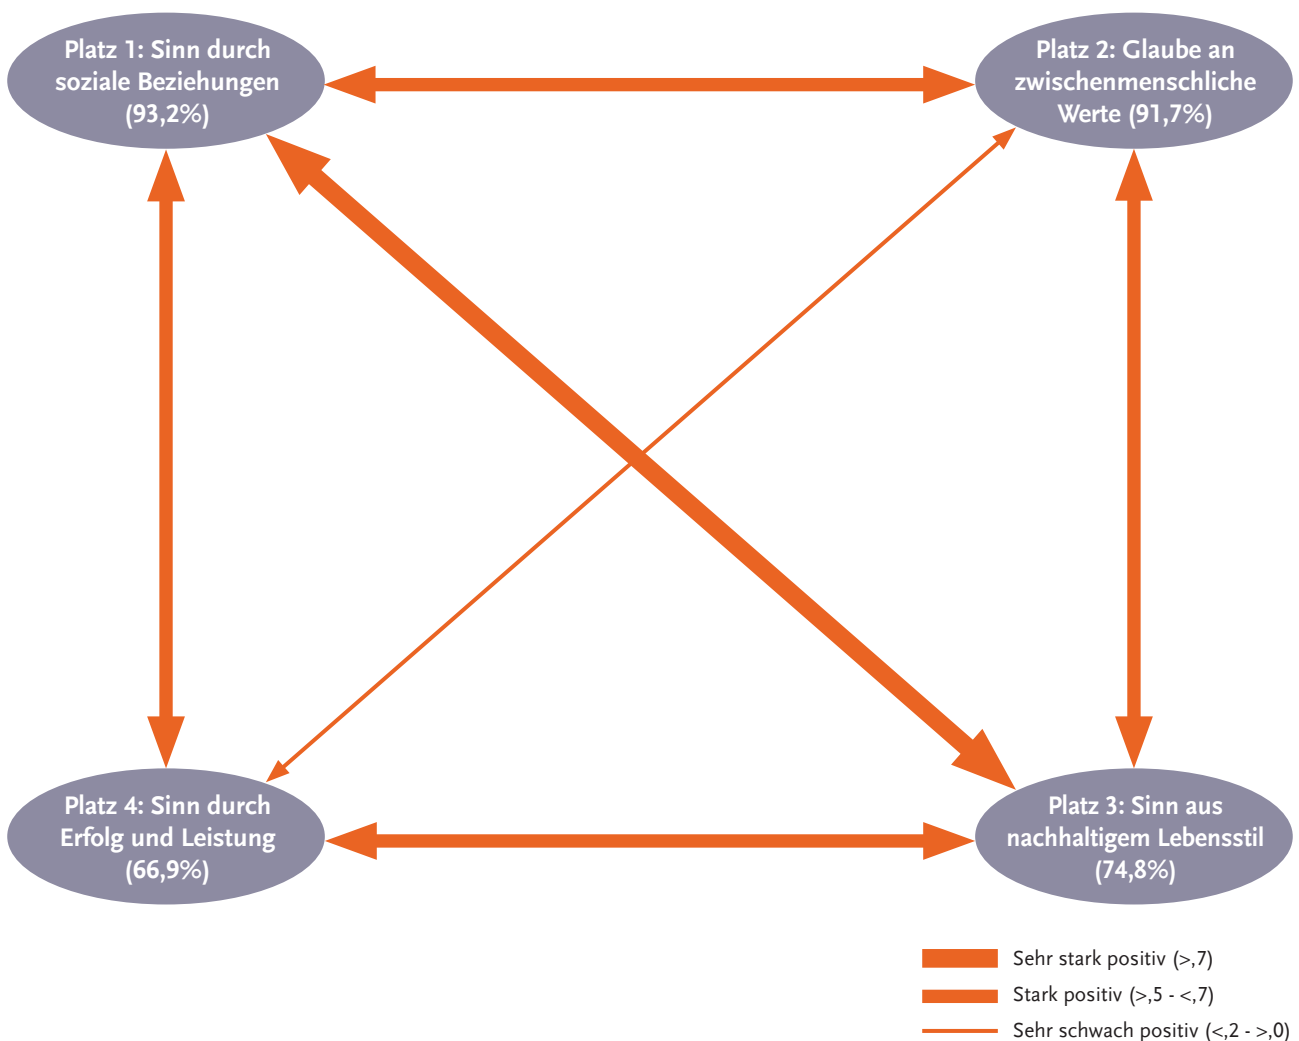 Platz 1: Sinn durch
soziale Beziehungen
(93,2%)
Platz 2: Glaube an
zwischenmenschliche
Werte (91,7%)
Platz 4: Sinn durch
Erfolg und Leistung
(66,9%)
Platz 3: Sinn aus
nachhaltigem Lebensstil
(74,8%)
Sehr stark positiv (>,7)
Stark positiv (>,5 - <,7)
Sehr schwach positiv (<,2 - >,0)